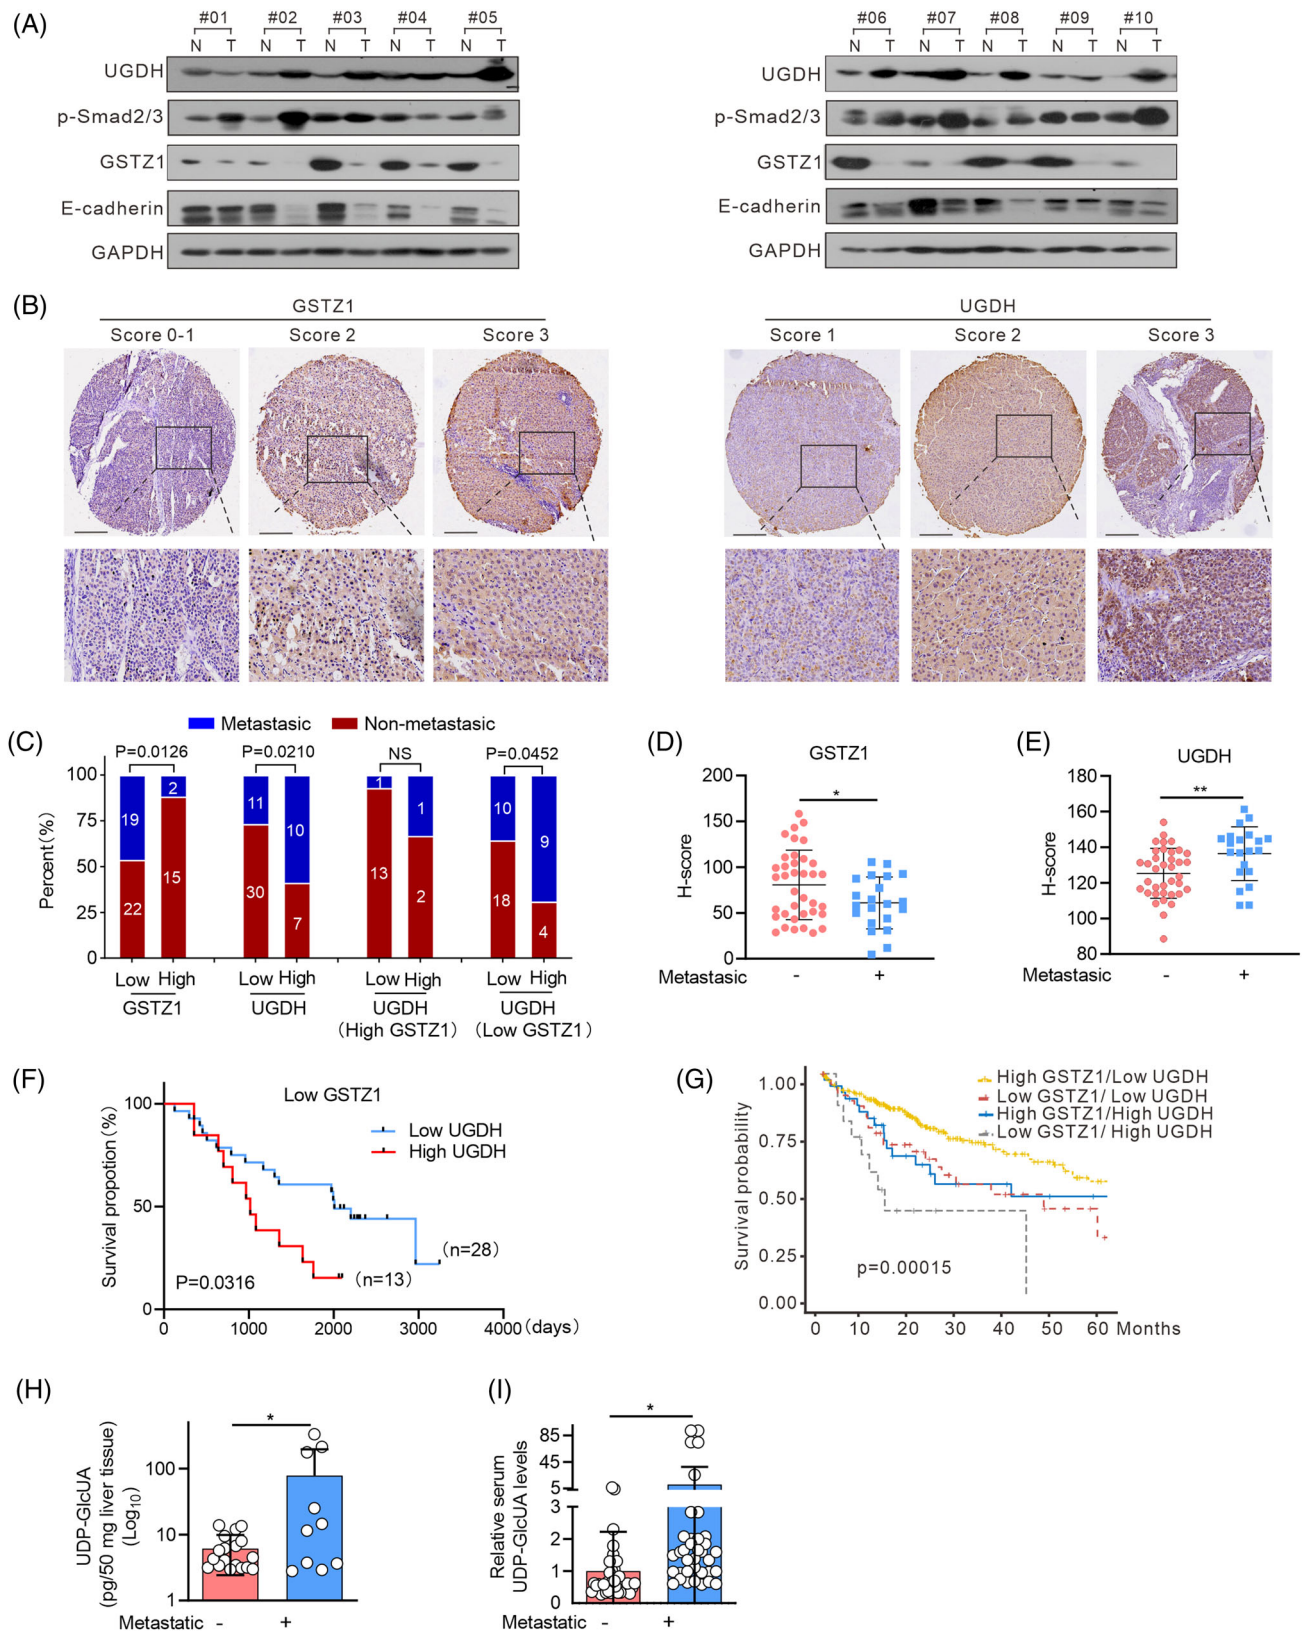 (A)
#01 #02 #03 #04 #05
N T N T N T N T N T
UGDH
p-Smad2/3
GSTZ1
E-cadherin
GAPDH
#06 #07 #08 #09 #10
N T N T N T N T N T
UGDH
p-Smad2/3
GSTZ1
E-cadherin
GAPDH
(B)
GSTZ1
Score 0-1 Score 2 Score 3
UGDH
Score 1 Score 2 Score 3
(C)
Metastasic Non-metastasic
P=0.0126 P=0.0210 NS P=0.0452
Percent(%)
100
75
50
25
0
19 2 11 10 1 1 10 9
22 15 30 7 13 2 18 4
Low High Low High Low High Low High
GSTZ1 UGDH UGDH UGDH
(High GSTZ1) (Low GSTZ1)
(D)
GSTZ1
*
H-score
200
150
100
50
0
Metastasic - +
(E)
UGDH
**
H-score
180
160
140
120
100
80
Metastasic - +
(F)
Low GSTZ1
Survival propotion (%)
100
50
0
Low UGDH
High UGDH
(n=28)
(n=13)
P=0.0316
0 1000 2000 3000 4000 (days)
(G)
Survival probability
1.00
0.75
0.50
0.25
0.00
High GSTZ1/Low UGDH
Low GSTZ1/ Low UGDH
High GSTZ1/High UGDH
Low GSTZ1/ High UGDH
p=0.00015
0 10 20 30 40 50 60 Months
(H)
*
UDP-GlcUA
(pg/50 mg liver tissue)
(Log10)
100
10
1
Metastatic - +
(I)
*
Relative serum
UDP-GlcUA levels
85
45
5
3
2
1
0
Metastatic - +